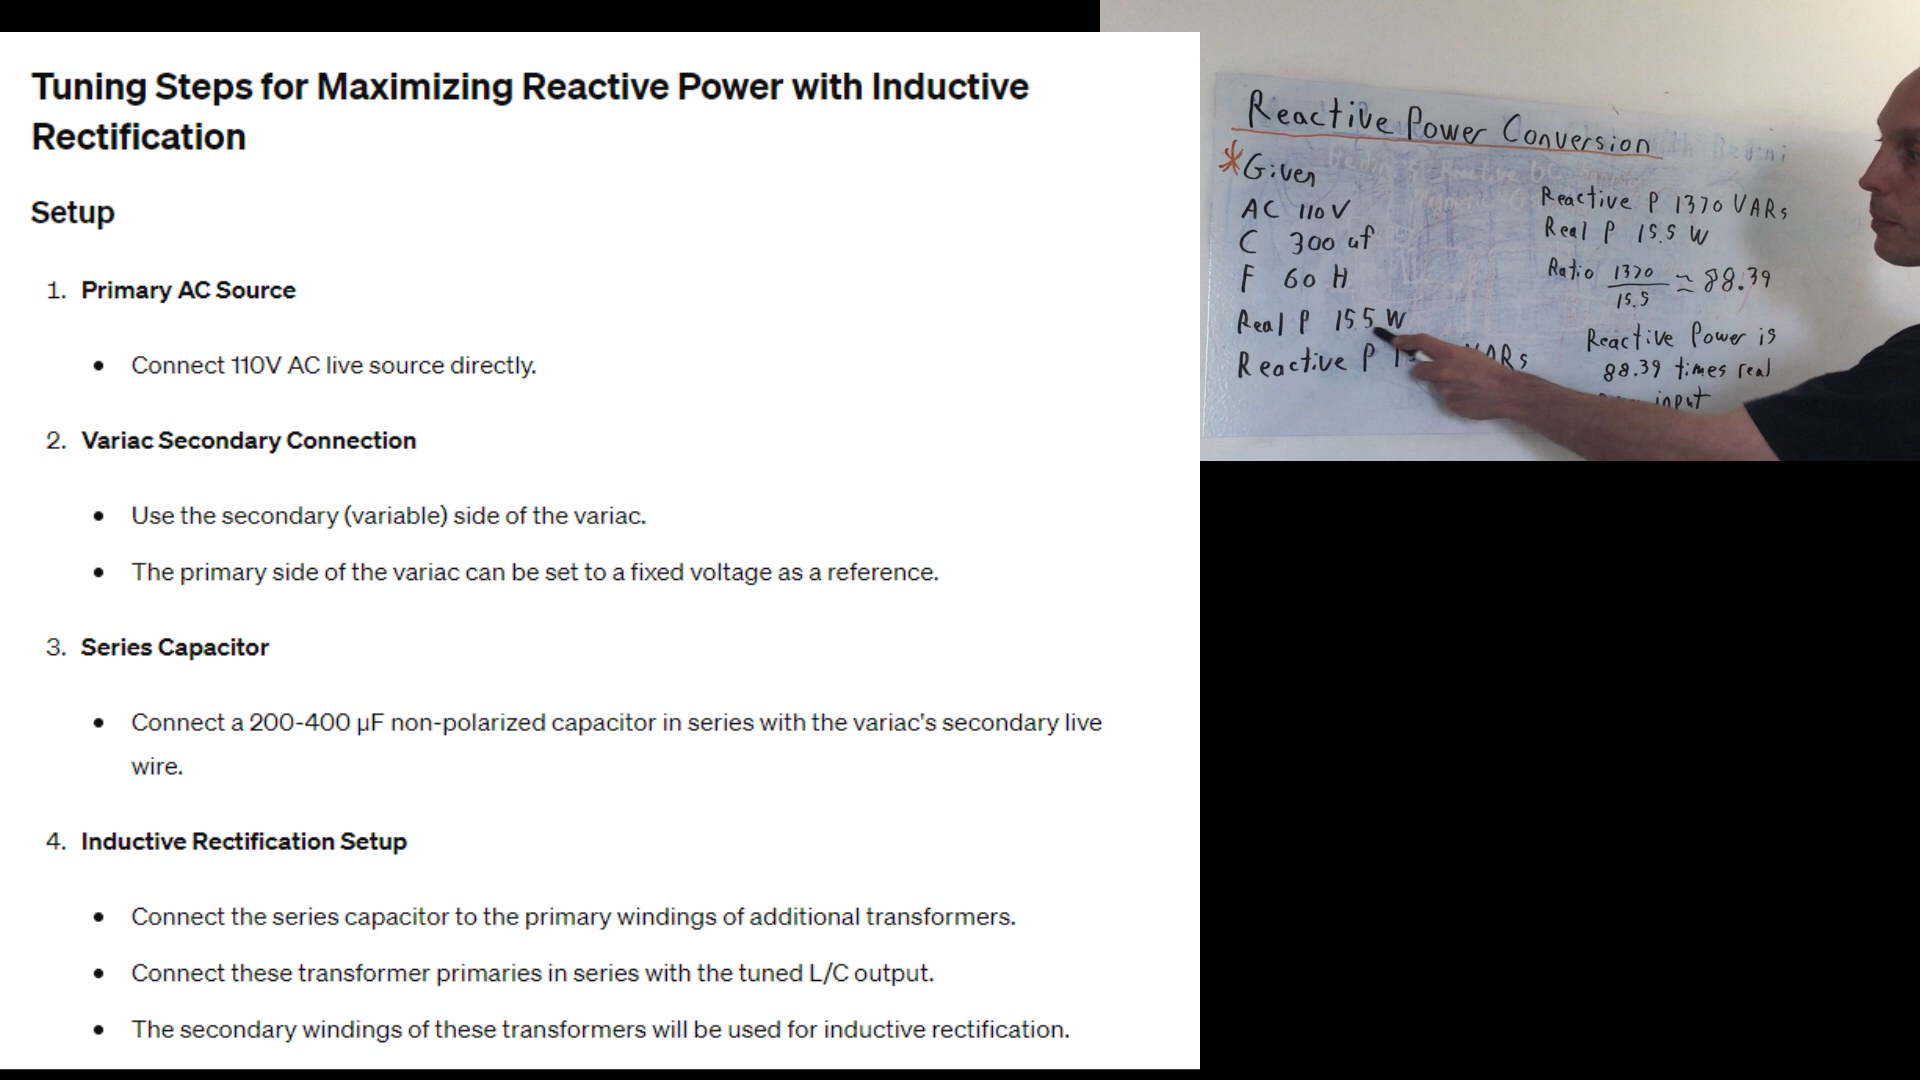 Tuning Steps for Maximizing Reactive Power with Inductive
Rectification
Setup
1. Primary AC Source
• Connect 110V AC live source directly.
2. Variac Secondary Connection
• Use the secondary (variable) side of the variac.
• The primary side of the variac can be set to a fixed voltage as a reference.
3. Series Capacitor
• Connect a 200-400 µF non-polarized capacitor in series with the variac's secondary live
wire.
4. Inductive Rectification Setup
• Connect the series capacitor to the primary windings of additional transformers.
• Connect these transformer primaries in series with the tuned L/C output.
• The secondary windings of these transformers will be used for inductive rectification.
Reactive Power Conversion
*Given
AC 110V
C 300 uf
F 60 H
Real P 15.5 W
Reactive P VARs
Reactive P 1370 VARs
Real P 15.5 W
Ratio 1370
15.5
≈ 88.39
Reactive Power is
88.39 times real
input